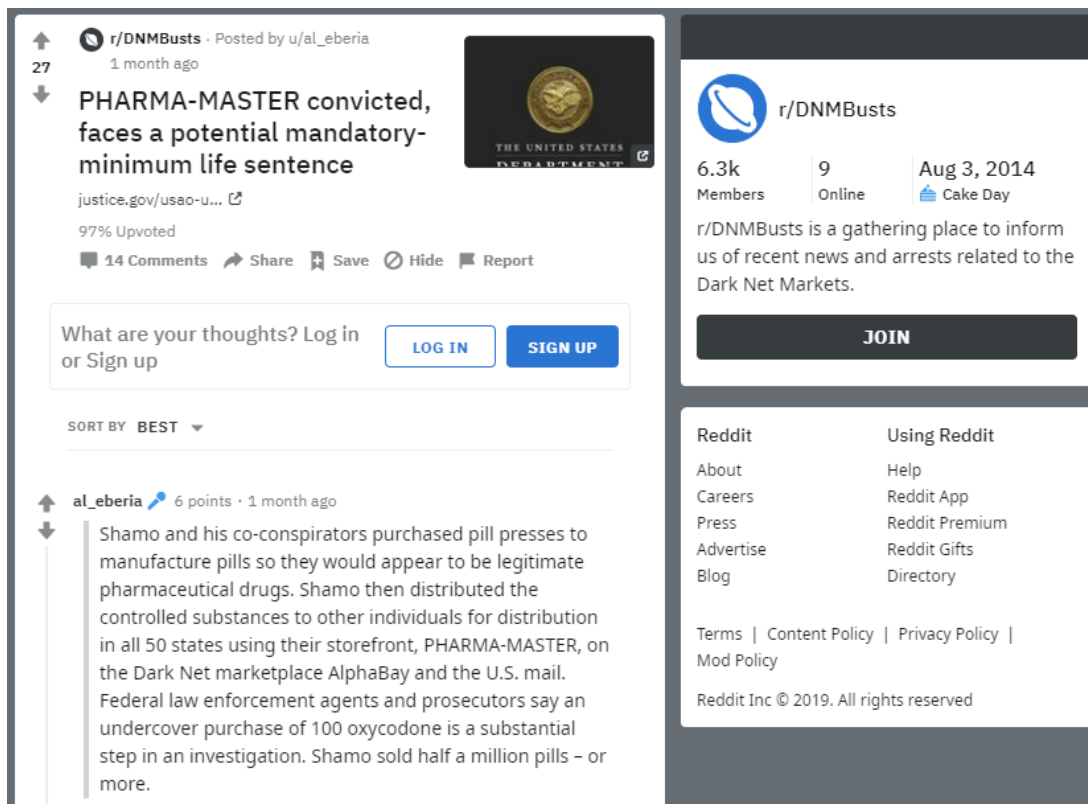 r/DNMBusts · Posted by u/al_eberia
1 month ago
27
PHARMA-MASTER convicted,
faces a potential mandatory-
minimum life sentence
THE UNITED STATES
DEPARTMENT
justice.gov/usao-u...
97% Upvoted
14 Comments Share Save Hide Report
What are your thoughts? Log in
or Sign up
LOG IN
SIGN UP
SORT BY BEST
al_eberia 6 points · 1 month ago
Shamo and his co-conspirators purchased pill presses to
manufacture pills so they would appear to be legitimate
pharmaceutical drugs. Shamo then distributed the
controlled substances to other individuals for distribution
in all 50 states using their storefront, PHARMA-MASTER, on
the Dark Net marketplace AlphaBay and the U.S. mail.
Federal law enforcement agents and prosecutors say an
undercover purchase of 100 oxycodone is a substantial
step in an investigation. Shamo sold half a million pills – or
more.
r/DNMBusts
6.3k 9 Aug 3, 2014
Members Online Cake Day
r/DNMBusts is a gathering place to inform
us of recent news and arrests related to the
Dark Net Markets.
JOIN
Reddit Using Reddit
About Help
Careers Reddit App
Press Reddit Premium
Advertise Reddit Gifts
Blog Directory
Terms | Content Policy | Privacy Policy |
Mod Policy
Reddit Inc © 2019. All rights reserved